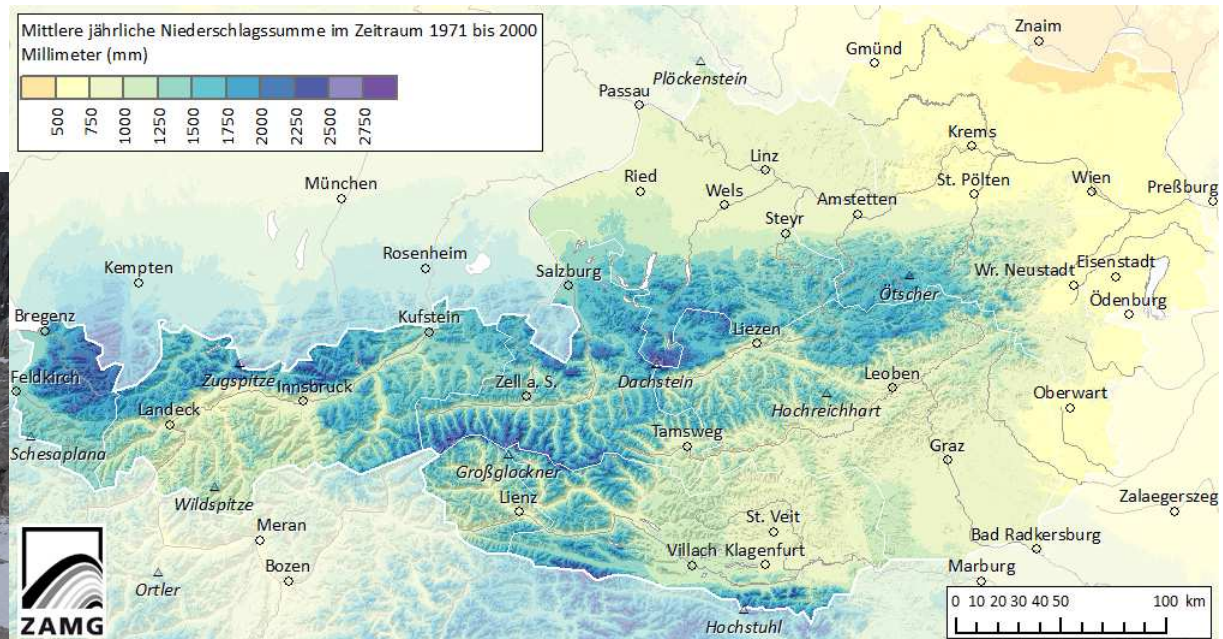 Mittlere jährliche Niederschlagssumme im Zeitraum 1971 bis 2000
Millimeter (mm)
500
750
1000
1250
1500
1750
2000
2250
2500
2750
Znaim
Gmünd
Plöckenstein
Passau
Krems
Linz
München
Ried
Wels
Amstetten
St. Pölten
Wien
Preßburg
Steyr
Rosenheim
Kempten
Salzburg
Ötscher
Wr. Neustadt
Eisenstadt
Ödenburg
Bregenz
Kufstein
Liezen
Feldkirch
Zugspitze
Innsbruck
Zell a. S.
Dachstein
Leoben
Landeck
Hochreichhart
Oberwart
Schesaplana
Tamsweg
Graz
Großglockner
Wildspitze
Lienz
Zalaegerszeg
Meran
St. Veit
Bad Radkersburg
Bozen
Villach
Klagenfurt
Ortler
Marburg
Hochstuhl
ZAMG
0 10 20 30 40 50 100 km